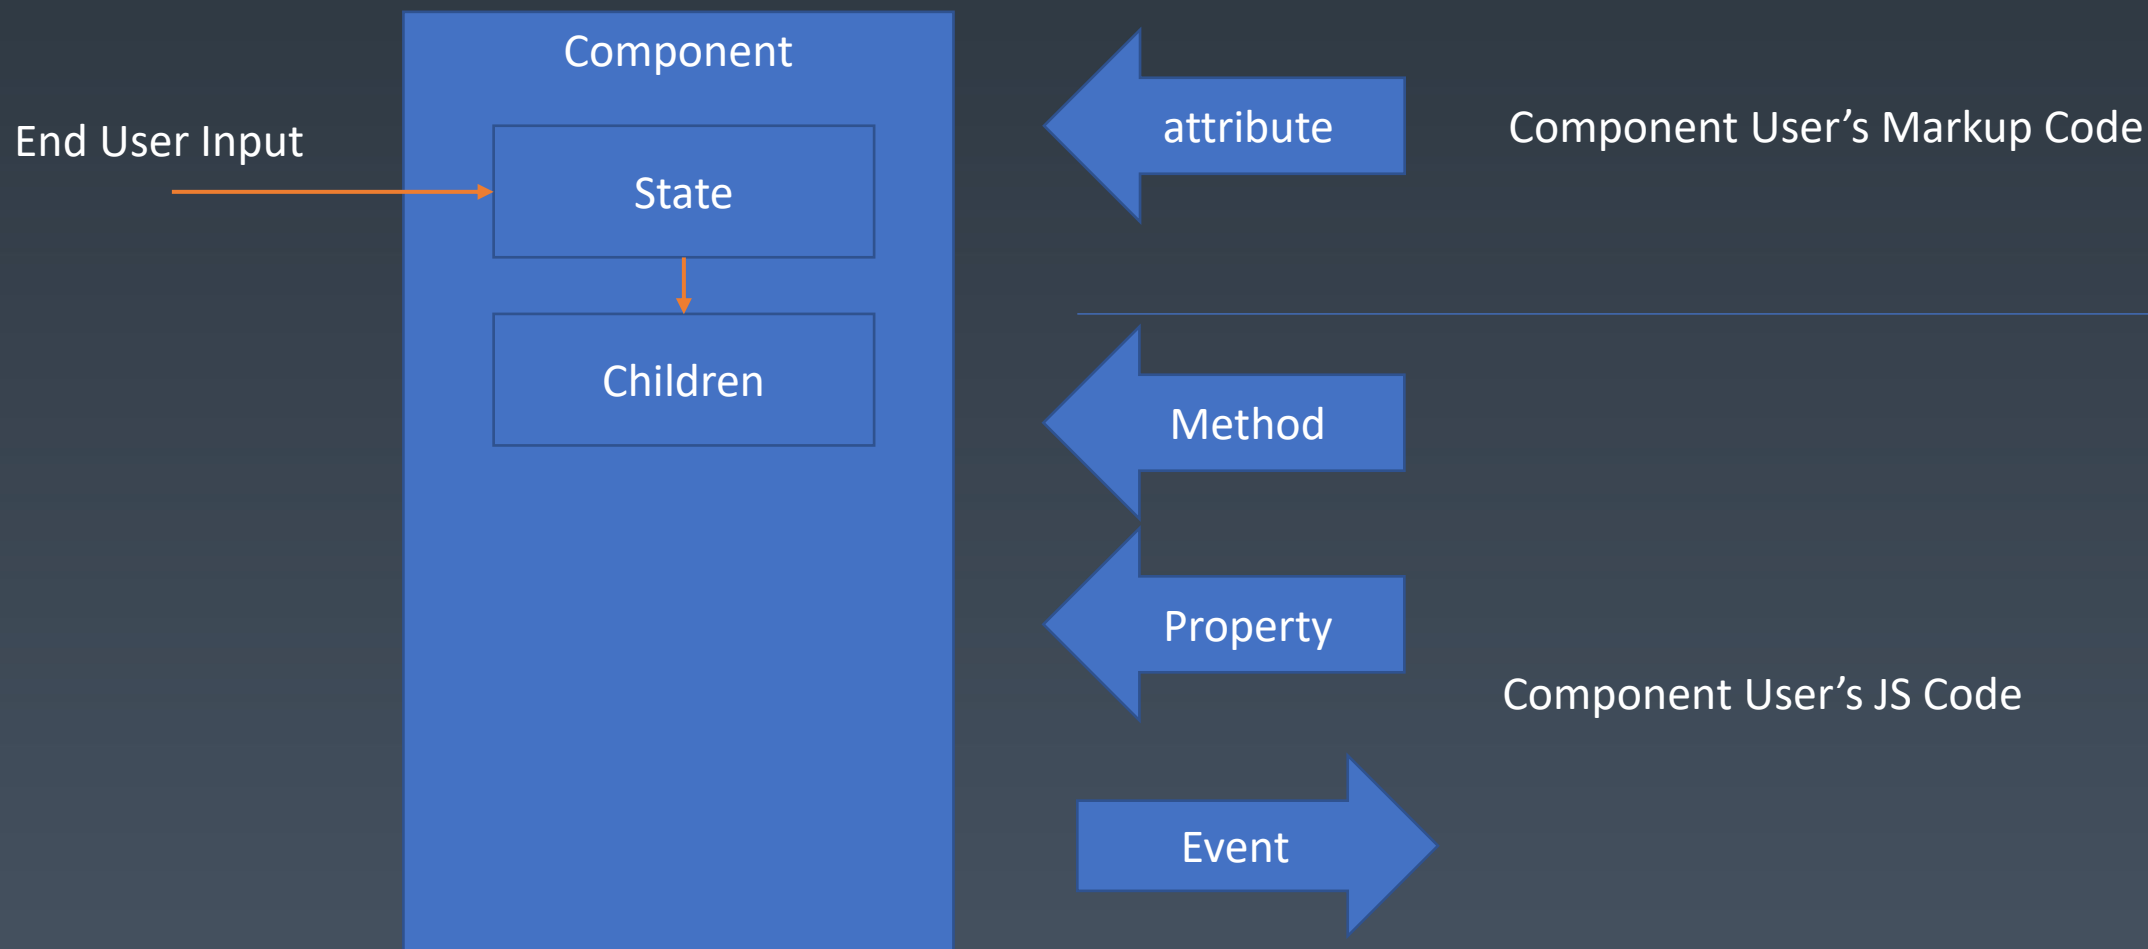 Component
End User Input
State
Children
attribute
Component User’s Markup Code
Method
Property
Component User’s JS Code
Event